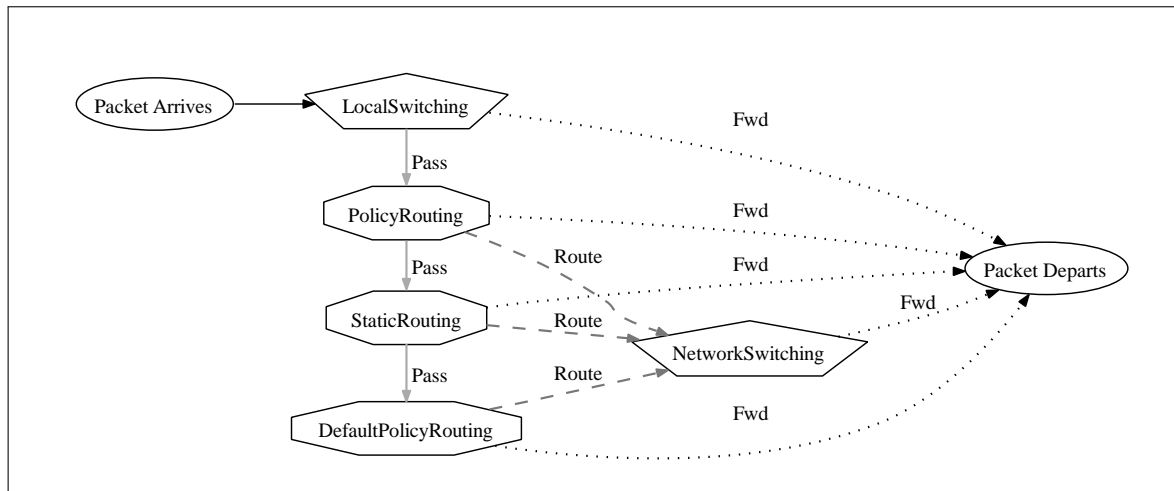 Packet Arrives
LocalSwitching
Fwd
Pass
PolicyRouting
Fwd
Route
Pass
Fwd
Packet Departs
StaticRouting
Route
Fwd
NetworkSwitching
Pass
Route
DefaultPolicyRouting
Fwd